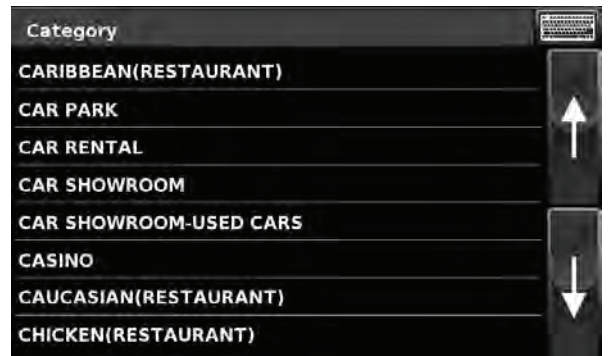 Category
CARIBBEAN(RESTAURANT)
CAR PARK
CAR RENTAL
CAR SHOWROOM
CAR SHOWROOM-USED CARS
CASINO
CAUCASIAN(RESTAURANT)
CHICKEN(RESTAURANT)